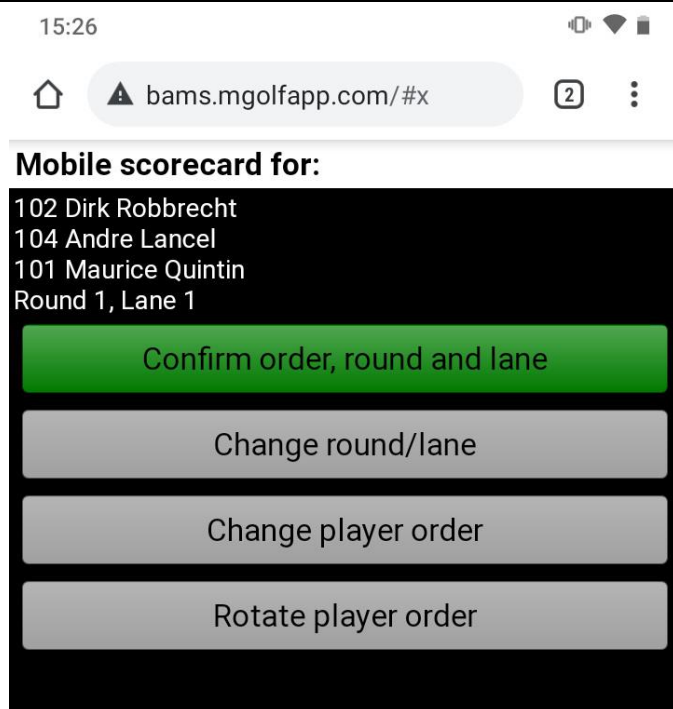 15:26
bams.mgolfapp.com/#x
2
Mobile scorecard for:
102 Dirk Robbrecht
104 Andre Lancel
101 Maurice Quintin
Round 1, Lane 1
Confirm order, round and lane
Change round/lane
Change player order
Rotate player order